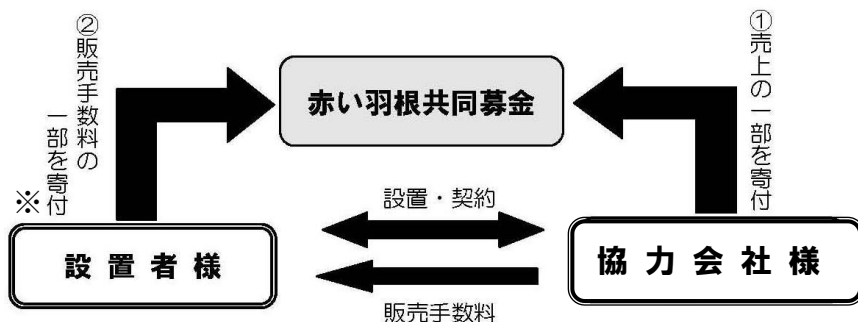 ②販売手数料の
一部を寄付
※
赤い羽根共同募金
①売上の一部を寄付
設置・契約
設置者様
協力会社様
販売手数料